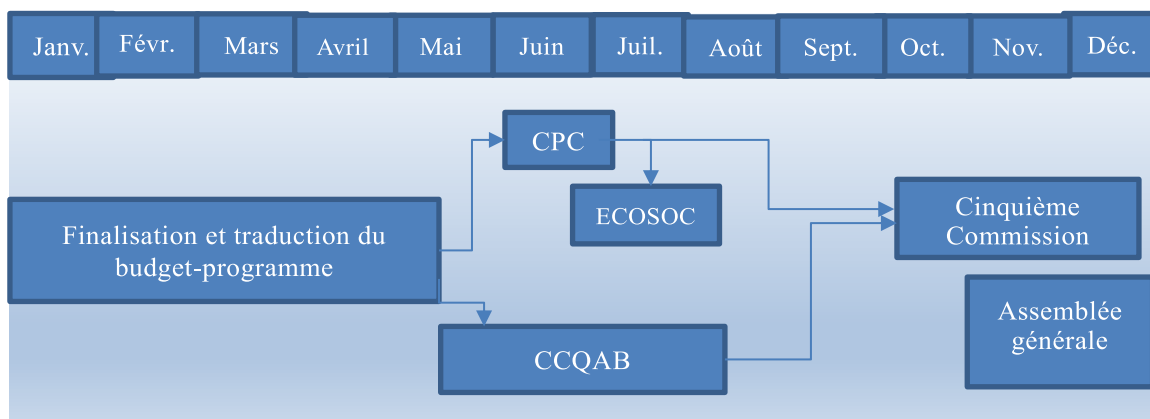 Janv.
Févr.
Mars
Avril
Mai
Juin
Juil.
Août
Sept.
Oct.
Nov.
Déc.
CPC
ECOSOC
Finalisation et traduction du
budget-programme
CCQAB
Cinquième
Commission
Assemblée
générale